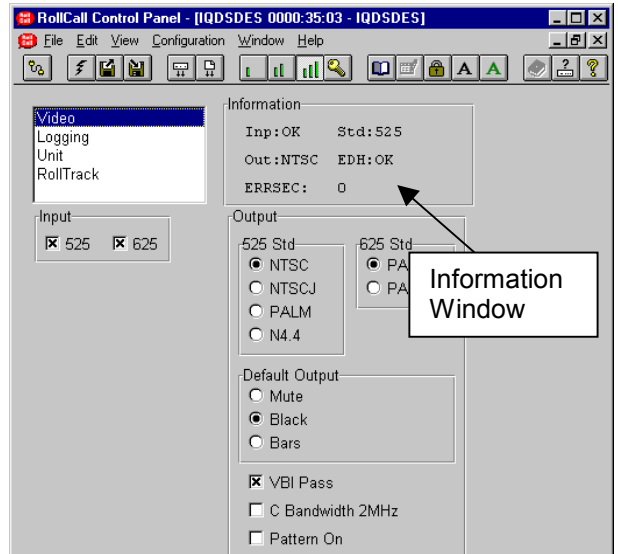 RollCall Control Panel - [IQDSDES 0000:35:03 - IQDSDES]
File Edit View Configuration Window Help
A A
Video
Logging
Unit
RollTrack
Information
Inp:OK Std:525
Out:NTSC EDH:OK
ERRSEC: 0
Input
525 625
Output
525 Std
NTSC
NTSCJ
PALM
N4.4
625 Std
PA
PA
Information
Window
Default Output
Mute
Black
Bars
VBI Pass
C Bandwidth 2MHz
Pattern On